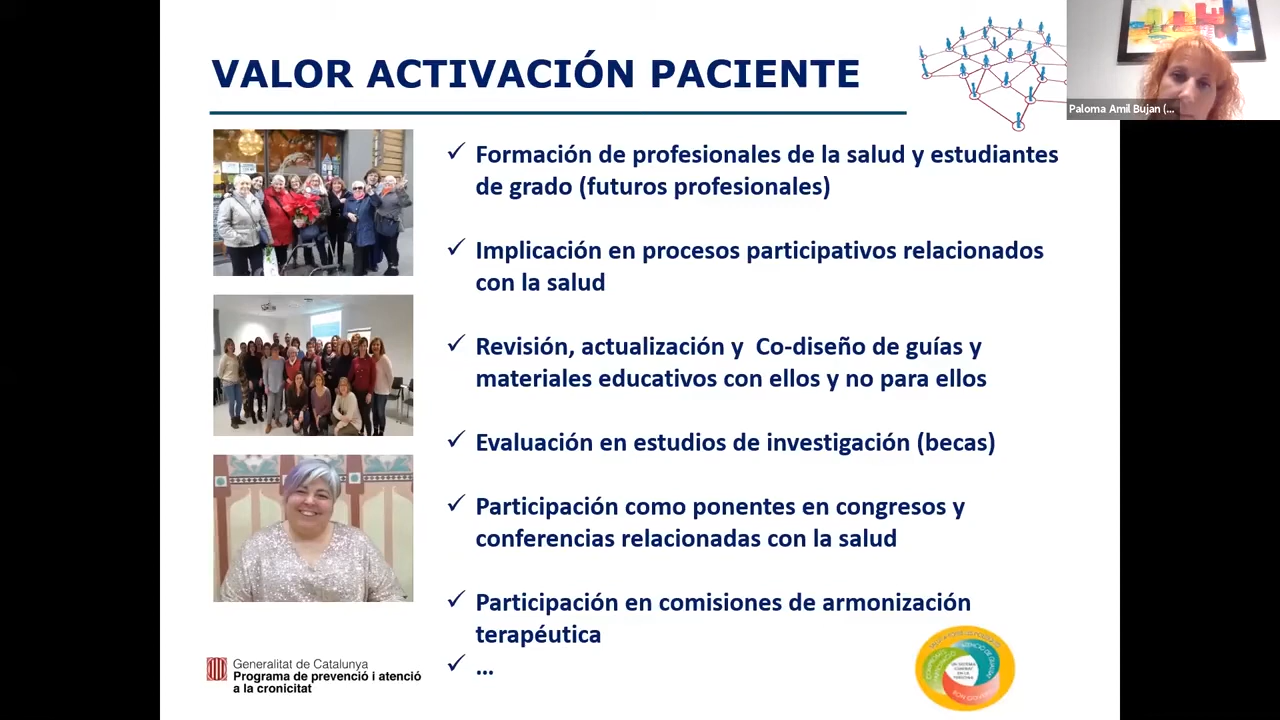 VALOR ACTIVACIÓN PACIENTE
Paloma Amil Bujan (...
✓ Formación de profesionales de la salud y estudiantes
de grado (futuros profesionales)
✓ Implicación en procesos participativos relacionados
con la salud
✓ Revisión, actualización y Co-diseño de guías y
materiales educativos con ellos y no para ellos
✓ Evaluación en estudios de investigación (becas)
✓ Participación como ponentes en congresos y
conferencias relacionadas con la salud
✓ Participación en comisiones de armonización
terapéutica
✓ ...
Generalitat de Catalunya
Programa de prevenció i atenció
a la cronicitat